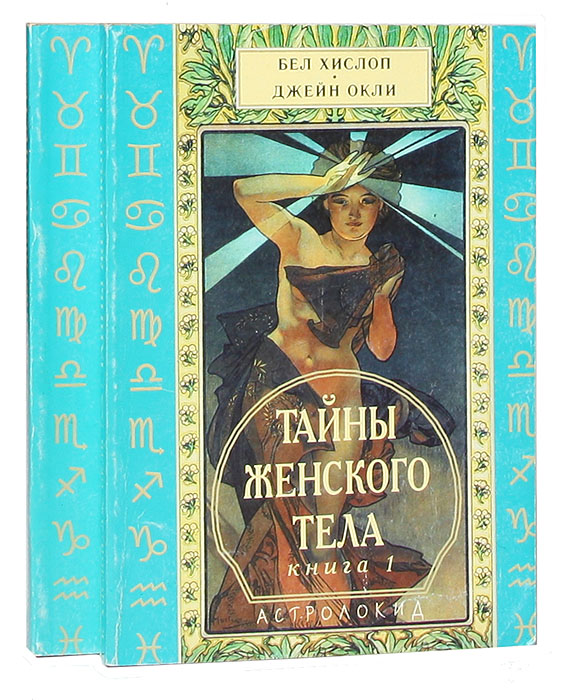 БЕЛ ХИСЛОП
•
ДЖЕЙН ОКЛИ
ТАЙНЫ
ЖЕНСКОГО
ТЕЛА
книга 1
АСТРОЛОКИД